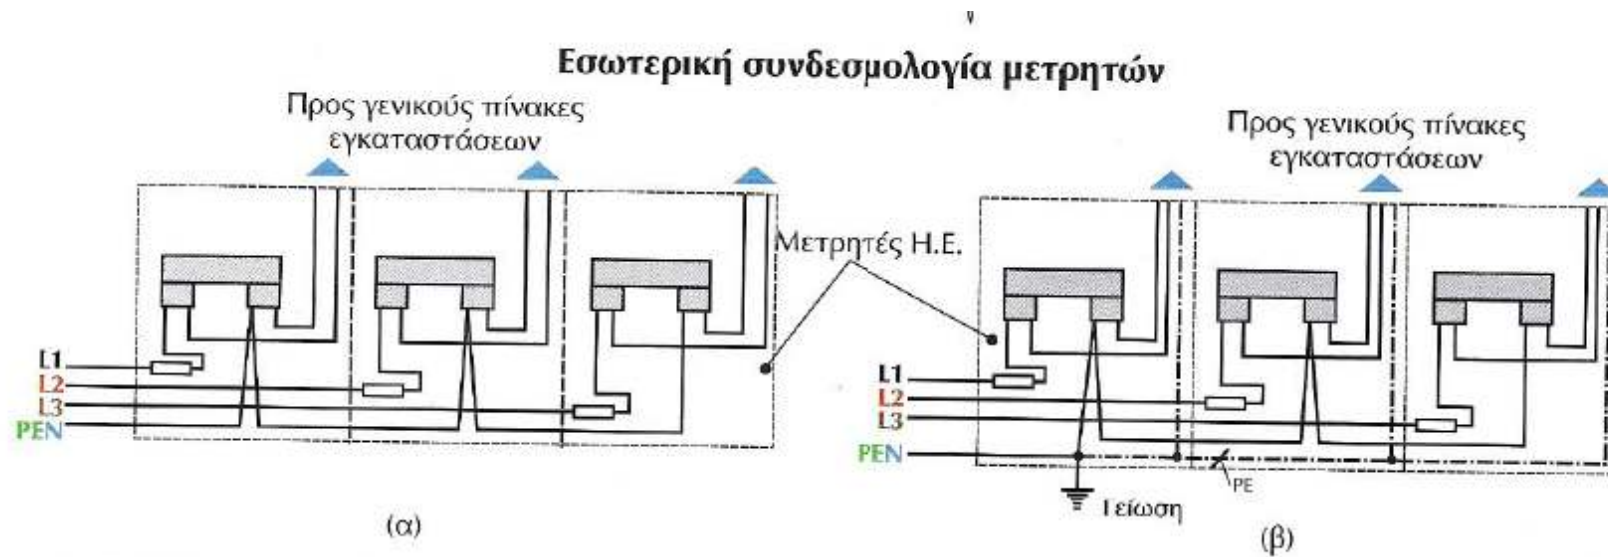 Εσωτερική συνδεσμολογία μετρητών
Προς γενικούς πίνακες
εγκαταστάσεων
Προς γενικούς πίνακες
εγκαταστάσεων
Μετρητές Η.Ε.
L1
L2
L3
PEN
L1
L2
L3
PEN
PE
Γείωση
(α)
(β)